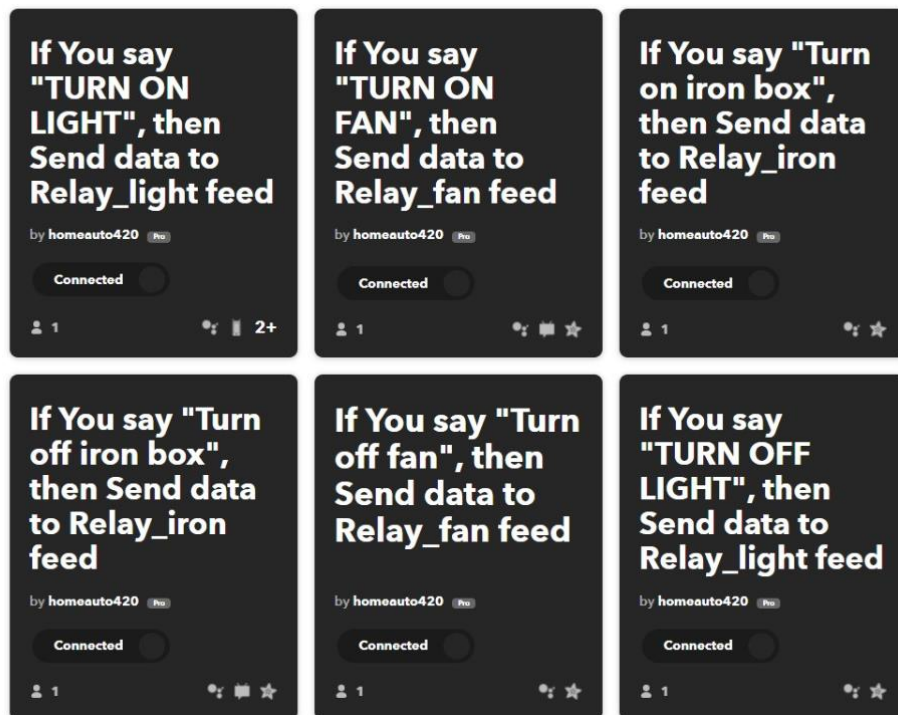 If You say
"TURN ON
LIGHT", then
Send data to
Relay_light feed
by homeauto420 Pro
Connected
1
2+
If You say
"TURN ON
FAN", then
Send data to
Relay_fan feed
by homeauto420 Pro
Connected
1
If You say "Turn
on iron box",
then Send data
to Relay_iron
feed
by homeauto420 Pro
Connected
1
If You say "Turn
off iron box",
then Send data
to Relay_iron
feed
by homeauto420 Pro
Connected
1
If You say "Turn
off fan", then
Send data to
Relay_fan feed
by homeauto420 Pro
Connected
1
If You say
"TURN OFF
LIGHT", then
Send data to
Relay_light feed
by homeauto420 Pro
Connected
1